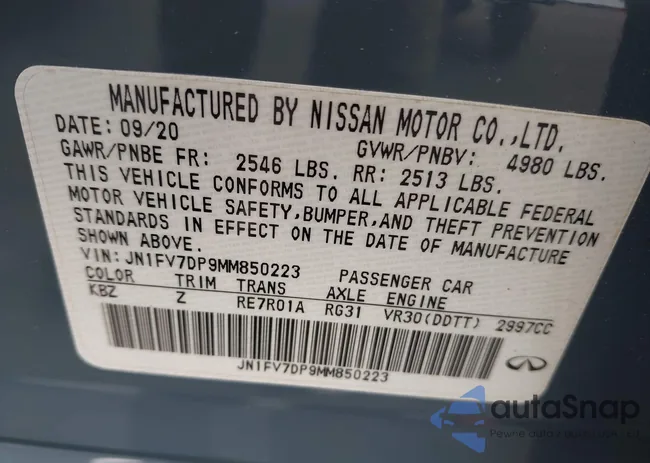 MANUFACTURED BY NISSAN MOTOR CO.,LTD.
DATE: 09/20 GVWR/PNBV: 4980 LBS.
GAWR/PNBE FR: 2546 LBS. RR: 2513 LBS.
THIS VEHICLE CONFORMS TO ALL APPLICABLE FEDERAL
MOTOR VEHICLE SAFETY,BUMPER,AND THEFT PREVENTION
STANDARDS IN EFFECT ON THE DATE OF MANUFACTURE
SHOWN ABOVE.
VIN: JN1FV7DP9MM850223 PASSENGER CAR
COLOR TRIM TRANS AXLE ENGINE
KBZ Z RE7R01A RG31 VR30(DDTT) 2997CC
JN1FV7DP9MM850223
autaSnap
Pewne auto